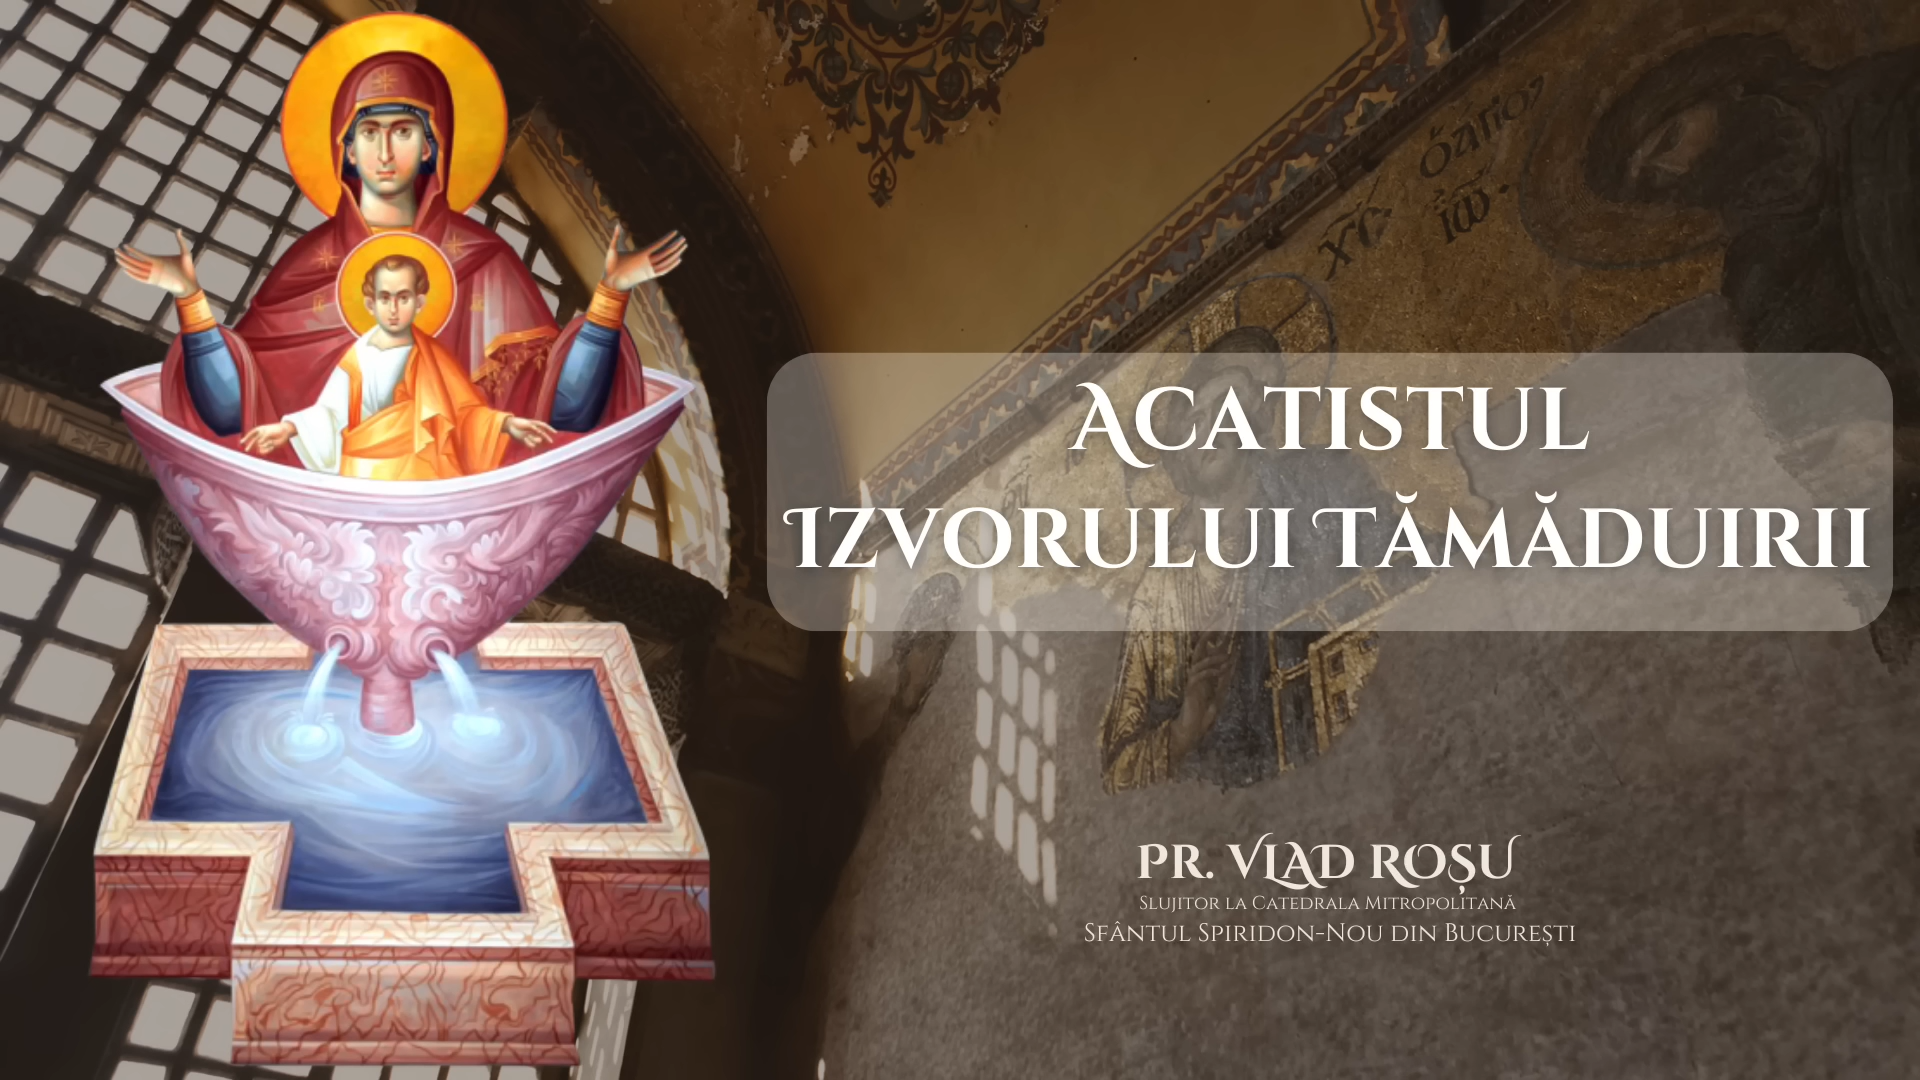 Acatistul
Izvorului Tămăduirii
Pr. Vlad Roșu
Slujitor la Catedrala Mitropolitană
Sfântul Spiridon-Nou din București